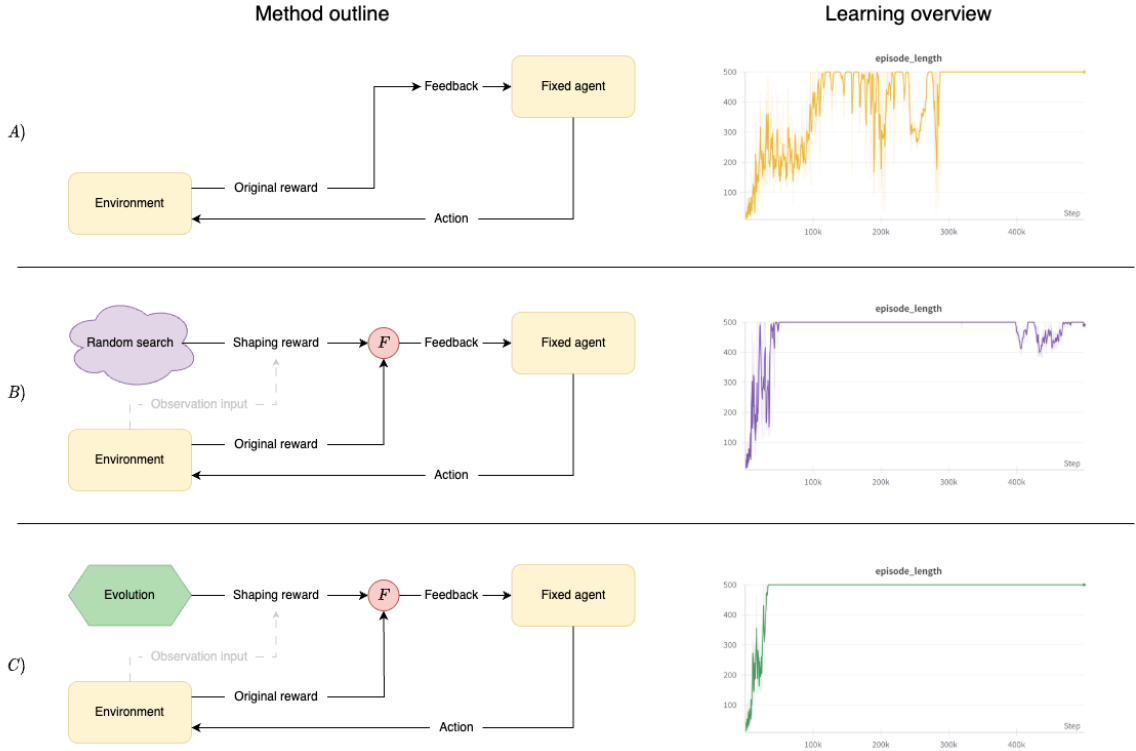 Method outline
Learning overview
A)
Environment
Original reward
Feedback
Fixed agent
Action
episode_length
500
400
300
200
100
Step
100k
200k
300k
400k
B)
Random search
Shaping reward
F
Feedback
Fixed agent
Observation input
Environment
Original reward
Action
episode_length
500
400
300
200
100
Step
100k
200k
300k
400k
C)
Evolution
Shaping reward
F
Feedback
Fixed agent
Observation input
Environment
Original reward
Action
episode_length
500
400
300
200
100
Step
100k
200k
300k
400k